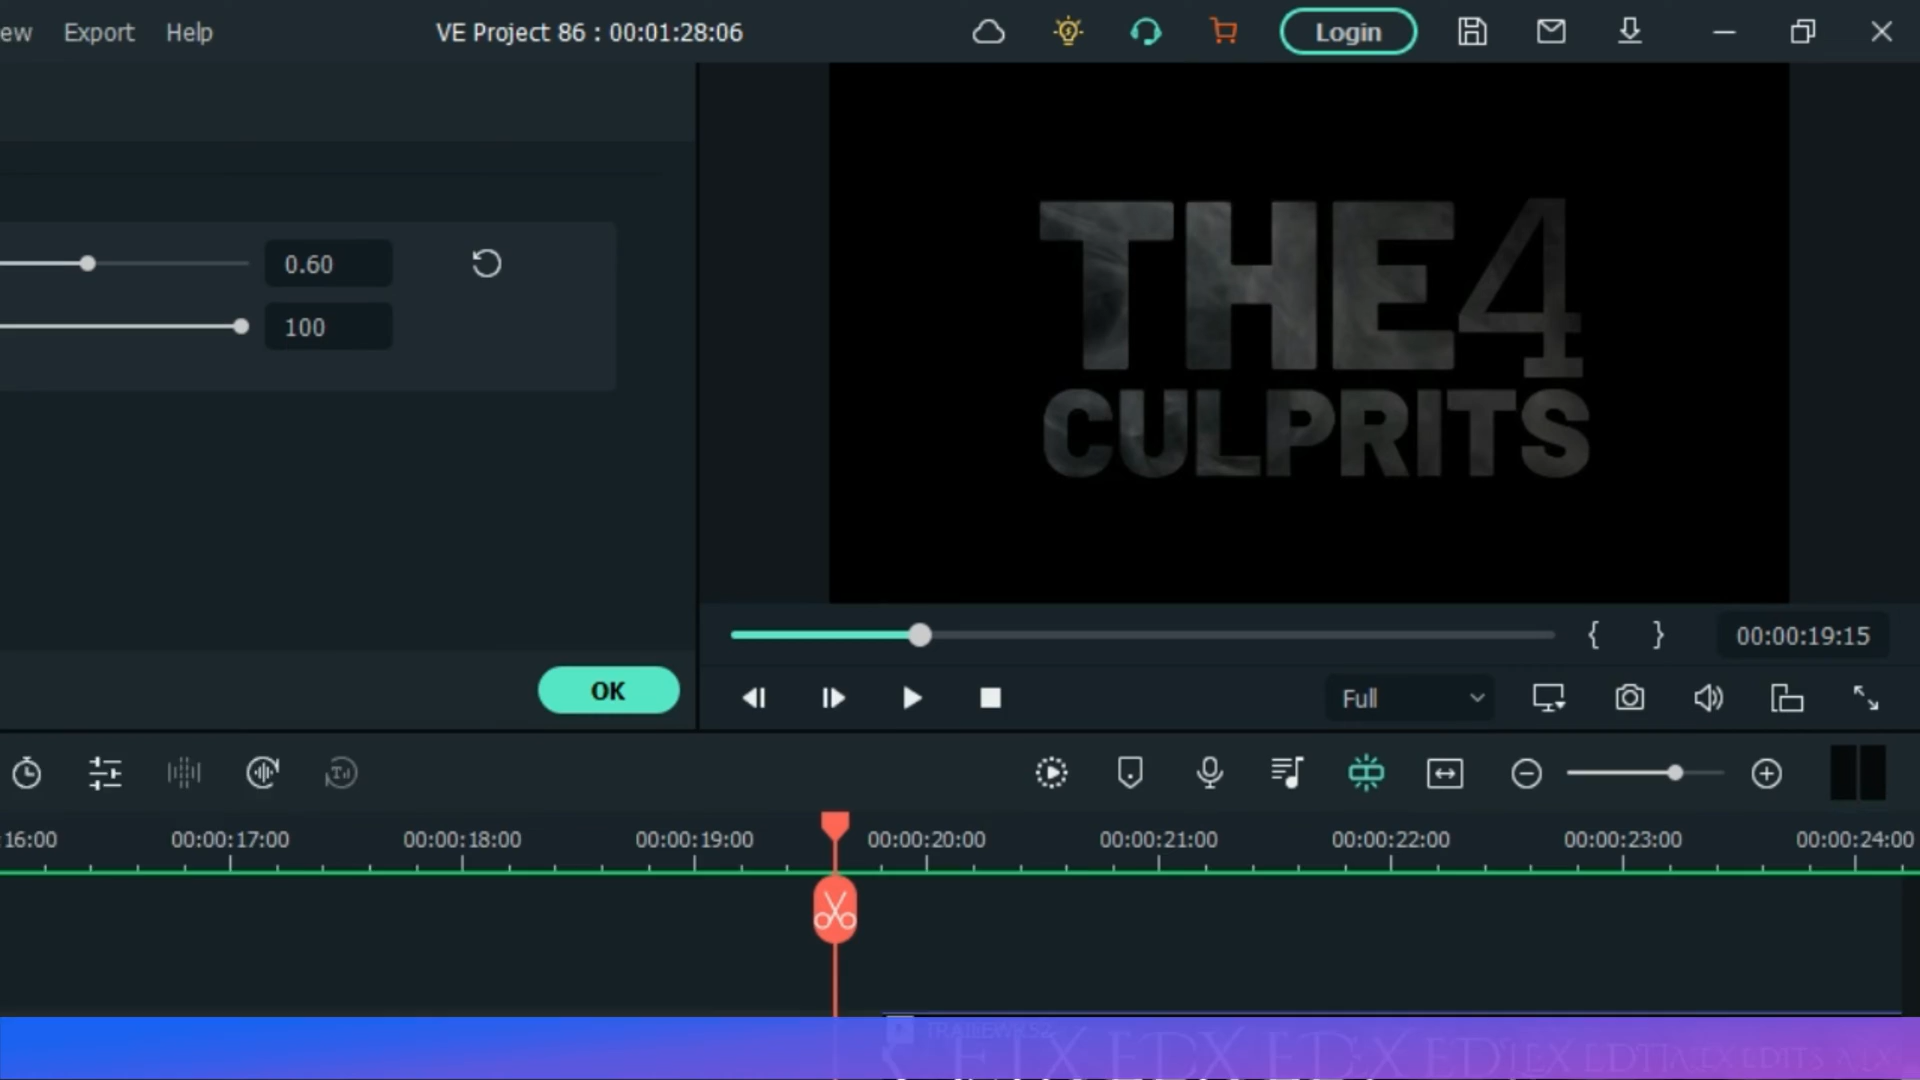 ew Export Help VE Project 86 : 00:01:28:06 Login
THE4
CULPRITS
0.60
100
00:00:19:15
OK
Full
16:00 00:00:17:00 00:00:18:00 00:00:19:00 00:00:20:00 00:00:21:00 00:00:22:00 00:00:23:00 00:00:24:00